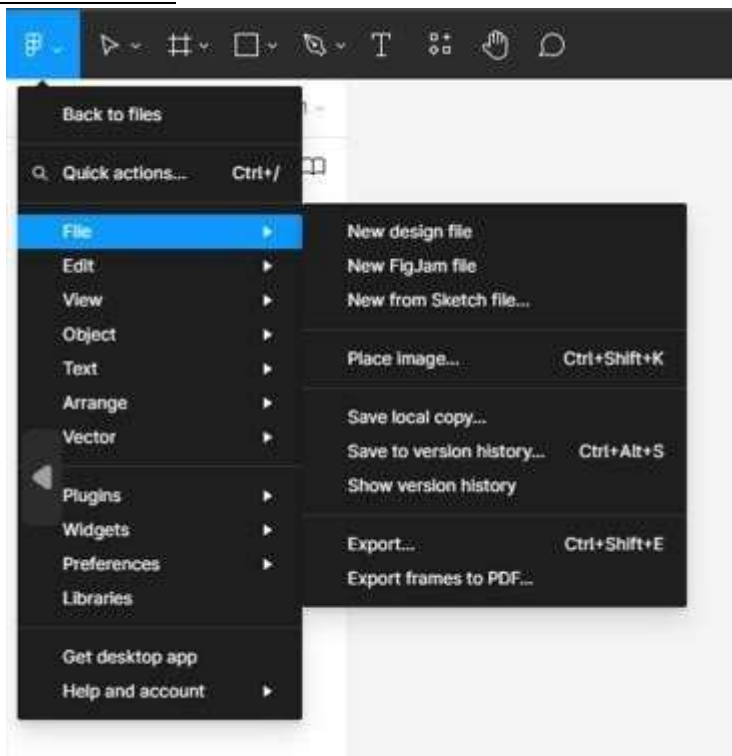 Back to files
Quick actions... Ctrl+/
File
Edit
View
Object
Text
Arrange
Vector
Plugins
Widgets
Preferences
Libraries
Get desktop app
Help and account
New design file
New FigJam file
New from Sketch file...
Place image... Ctrl+Shift+K
Save local copy...
Save to version history... Ctrl+Alt+S
Show version history
Export... Ctrl+Shift+E
Export frames to PDF...